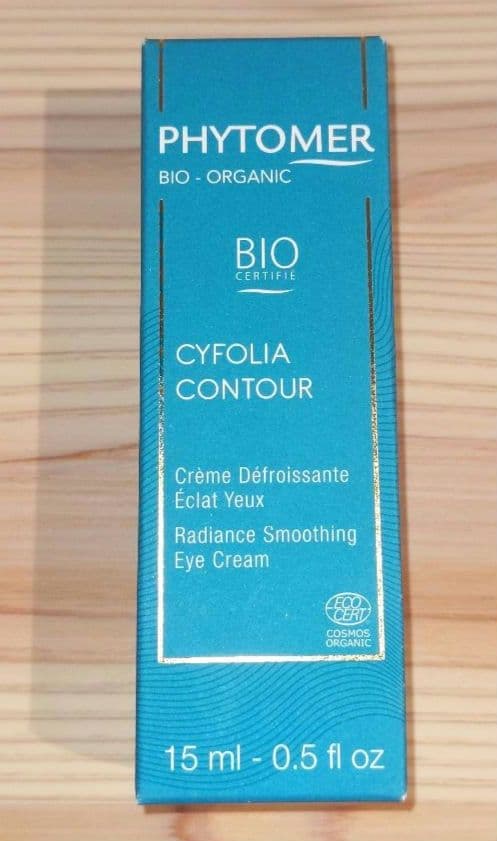 PHYTOMER
BIO - ORGANIC
BIO
CERTIFIÉ
CYFOLIA
CONTOUR
Crème Défroissante
Éclat Yeux
Radiance Smoothing
Eye Cream
ECO
CERT
COSMOS
ORGANIC
15 ml - 0.5 fl oz